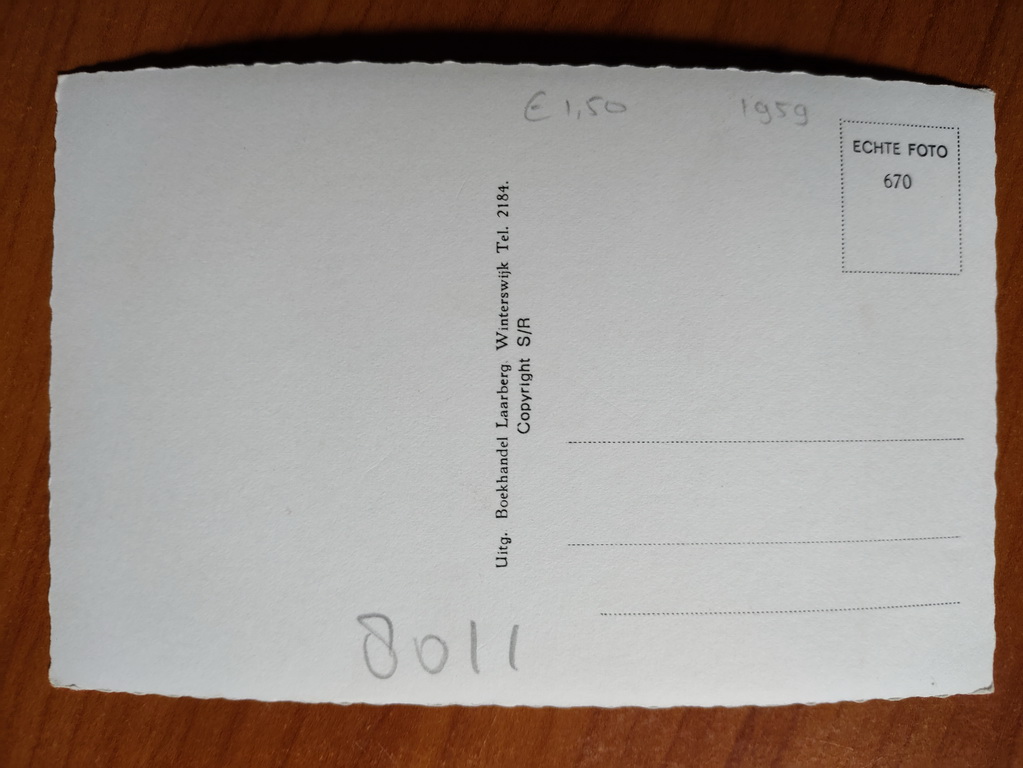 € 1,50
1959
ECHTE FOTO
670
Uitg. Boekhandel Laarberg. Winterswijk Tel. 2184.
Copyright S/R
8011